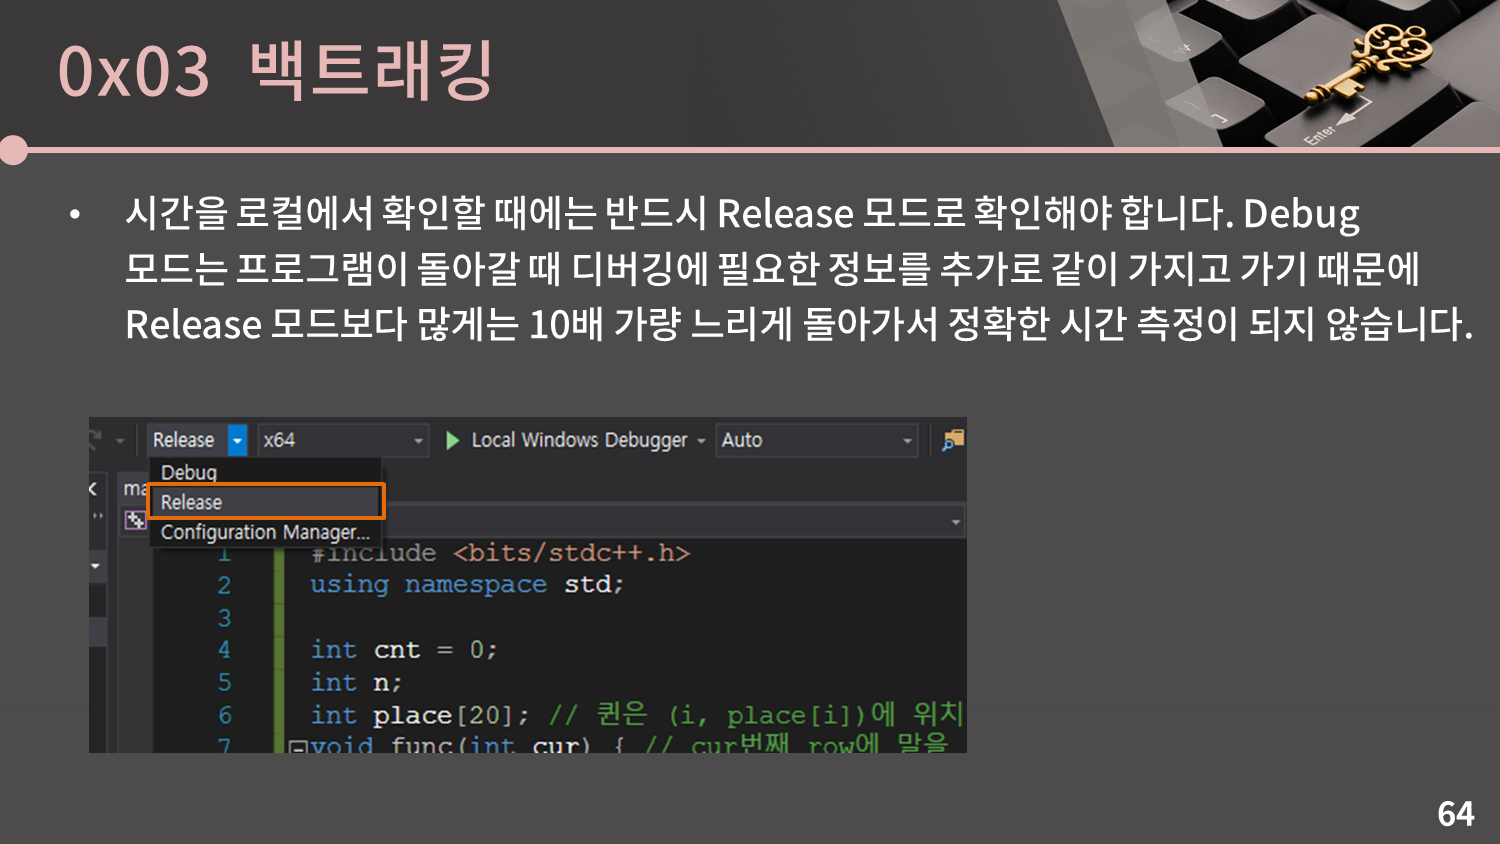 0x03 백트래킹
Enter
• 시간을 로컬에서 확인할 때에는 반드시 Release 모드로 확인해야 합니다. Debug
모드는 프로그램이 돌아갈 때 디버깅에 필요한 정보를 추가로 같이 가지고 가기 때문에
Release 모드보다 많게는 10배 가량 느리게 돌아가서 정확한 시간 측정이 되지 않습니다.
Release x64 Local Windows Debugger Auto
Debug
Release
Configuration Manager...
1 #include <bits/stdc++.h>
2 using namespace std;
3
4 int cnt = 0;
5 int n;
6 int place[20]; // 퀸은 (i, place[i])에 위치
7 void func(int cur) { // cur번째 row에 말을
64